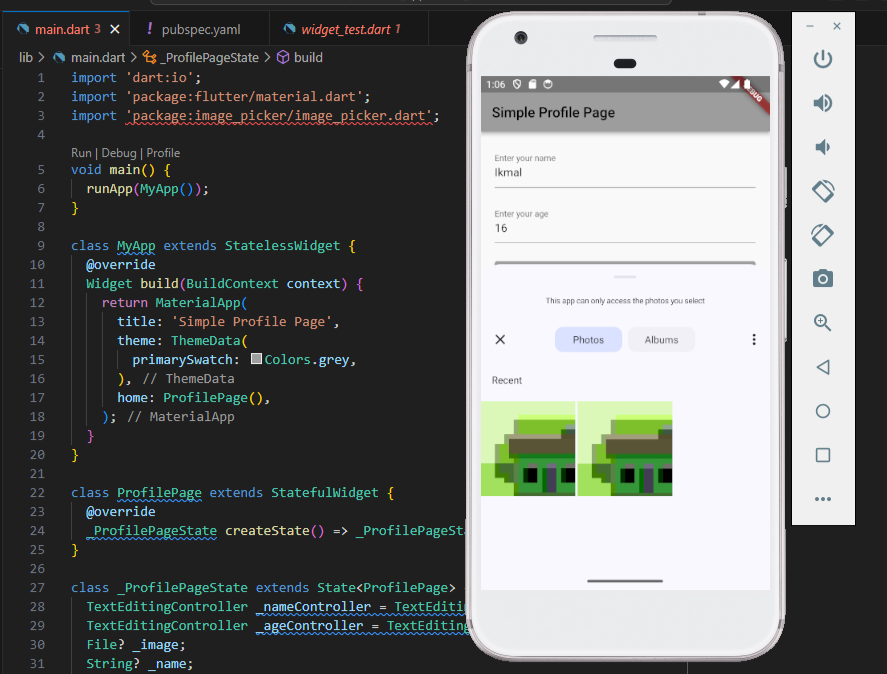 main.dart 3
pubspec.yaml
widget_test.dart 1
lib > main.dart > _ProfilePageState > build
1 import 'dart:io';
2 import 'package:flutter/material.dart';
3 import 'package:image_picker/image_picker.dart';
4
Run | Debug | Profile
5 void main() {
6 runApp(MyApp());
7 }
8
9 class MyApp extends StatelessWidget {
10 @override
11 Widget build(BuildContext context) {
12 return MaterialApp(
13 title: 'Simple Profile Page',
14 theme: ThemeData(
15 primarySwatch: Colors.grey,
16 ), // ThemeData
17 home: ProfilePage(),
18 ); // MaterialApp
19 }
20 }
21
22 class ProfilePage extends StatefulWidget {
23 @override
24 _ProfilePageState createState() => _ProfilePageSta
25 }
26
27 class _ProfilePageState extends State<ProfilePage>
28 TextEditingController _nameController = TextEditin
29 TextEditingController _ageController = TextEditing
30 File? _image;
31 String? _name;
1:06
Simple Profile Page
Enter your name
Ikmal
Enter your age
16
This app can only access the photos you select
Photos
Albums
Recent